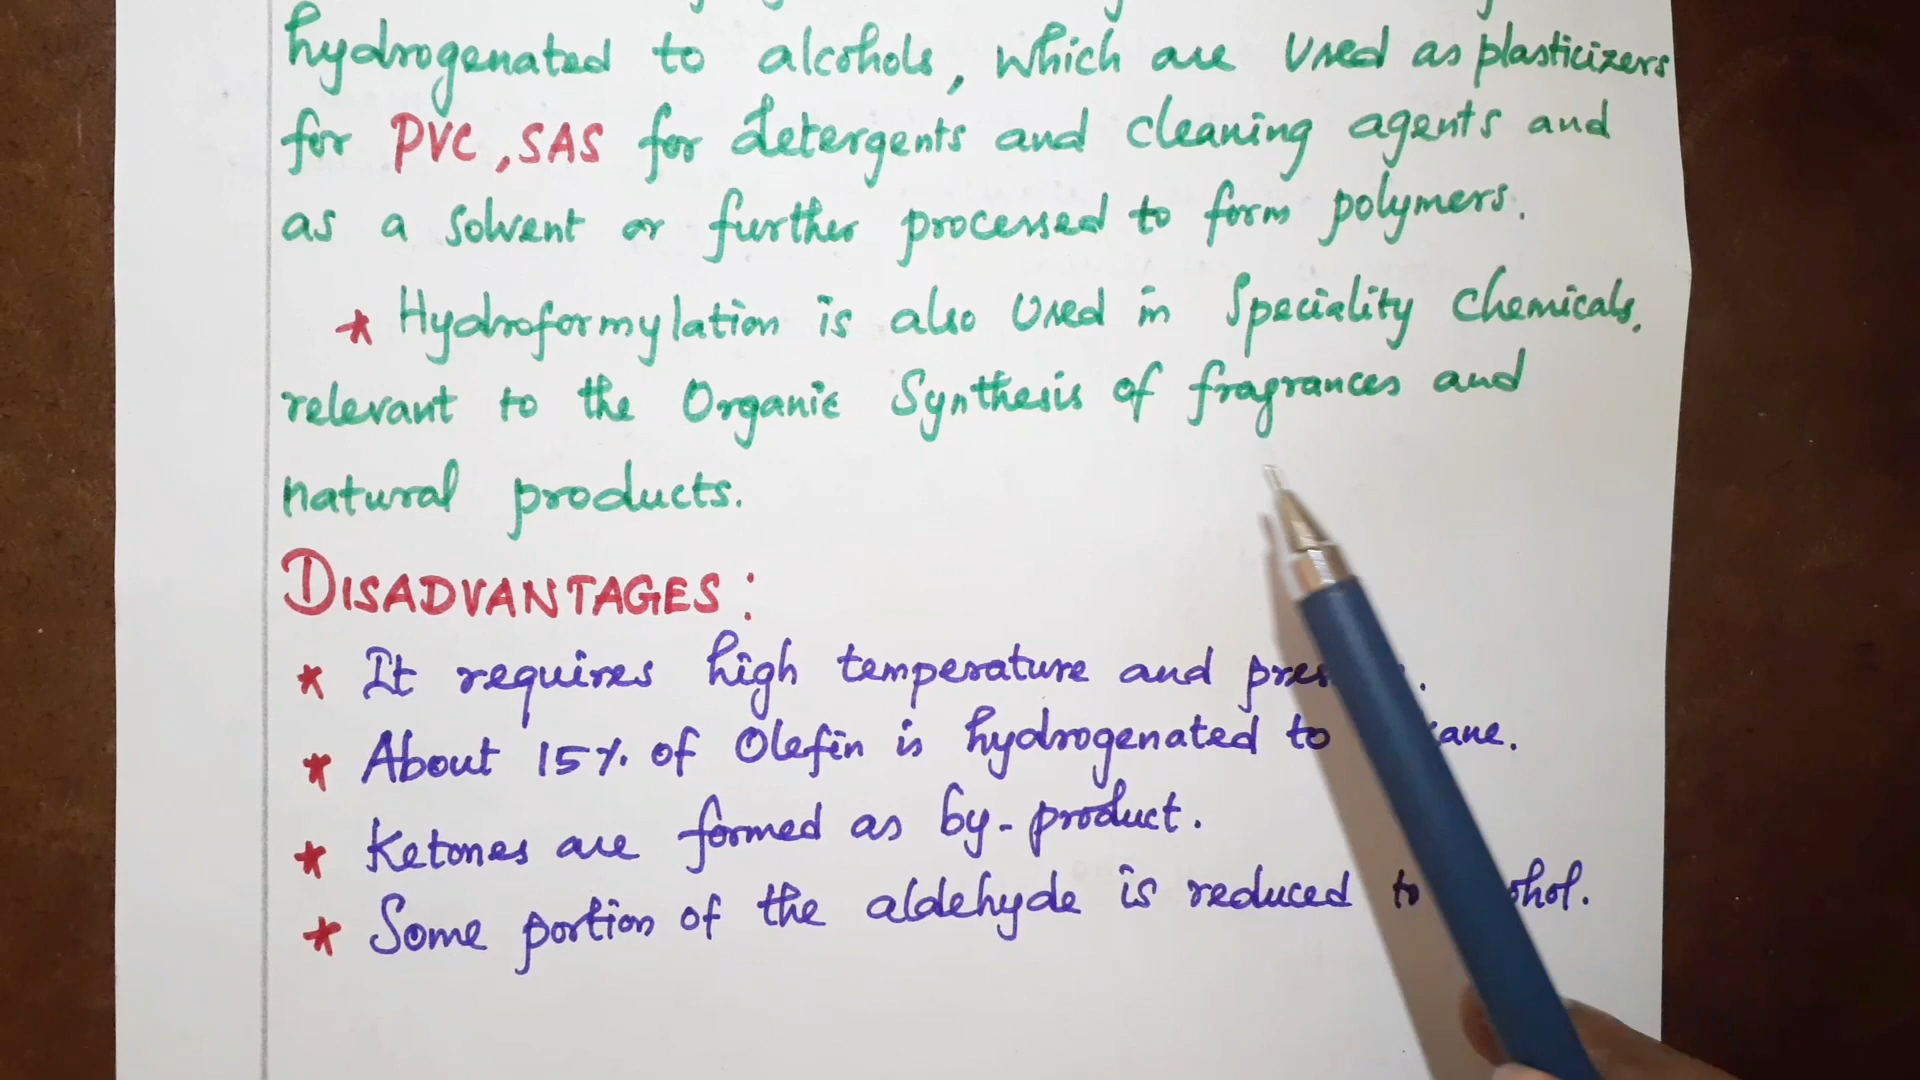 hydrogenated to alcohols, which are used as plasticizers
for PVC, SAS for detergents and cleaning agents and
as a solvent or further processed to form polymers.
* Hydroformylation is also used in Speciality Chemicals.
relevant to the Organic Synthesis of fragrances and
natural products.
DISADVANTAGES:
* It requires high temperature and
* About 15% of Olefin is hydrogenated to
* Ketones are formed as by-product.
* Some portion of the aldehyde is reduced to